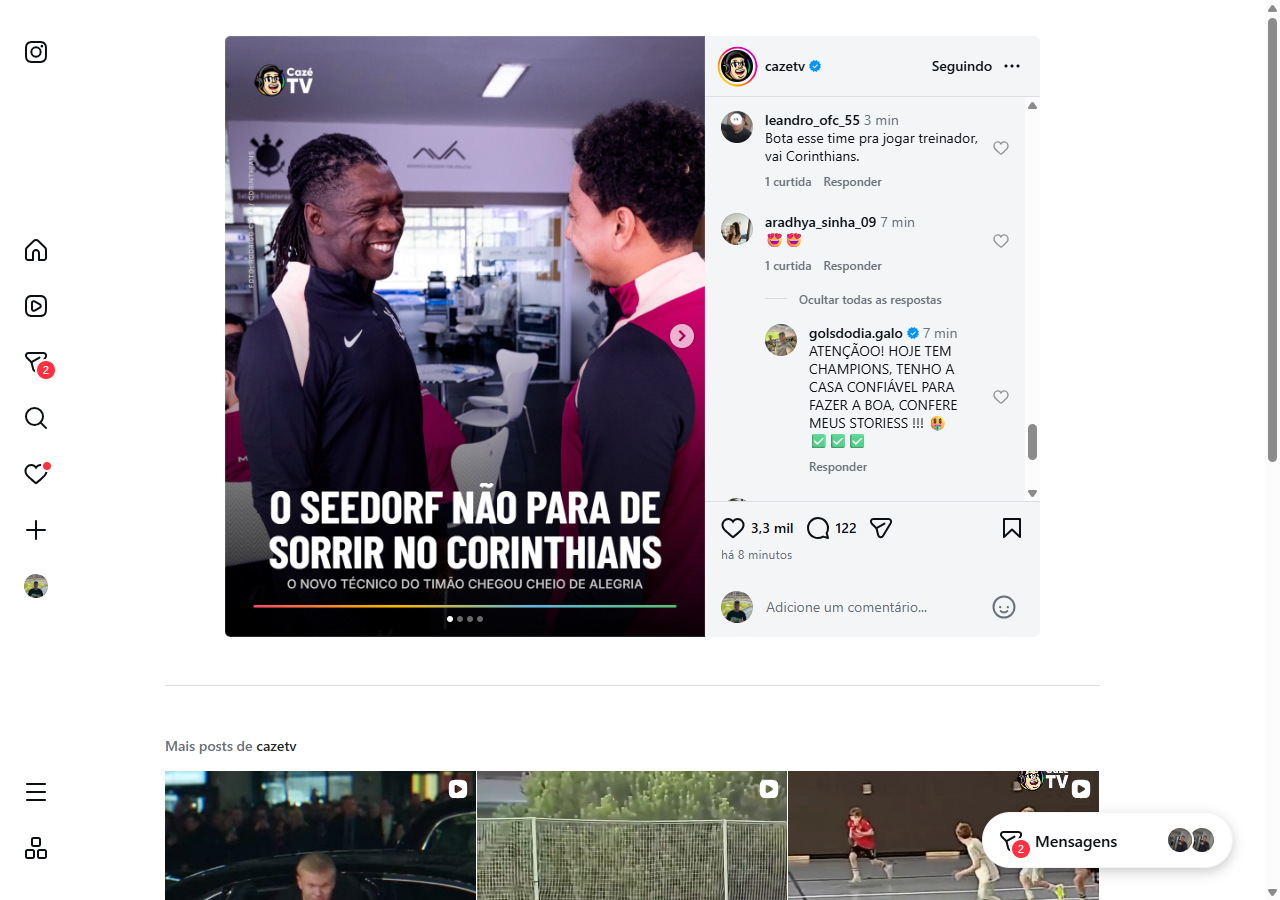 Cazé
TV
O SEEDORF NÃO PARA DE
SORRIR NO CORINTHIANS
O NOVO TÉCNICO DO TIMÃO CHEGOU CHEIO DE ALEGRIA
cazetv
Seguindo
leandro_ofc_55 3 min
Bota esse time pra jogar treinador,
vai Corinthians.
1 curtida Responder
aradhya_sinha_09 7 min
😍😍
1 curtida Responder
Ocultar todas as respostas
golsdodia.galo 7 min
ATENÇÃOO! HOJE TEM
CHAMPIONS, TENHO A
CASA CONFIÁVEL PARA
FAZER A BOA, CONFERE
MEUS STORIESS !!! 🤑
✅✅✅
Responder
3,3 mil 122
há 8 minutos
Adicione um comentário...
2
Mais posts de cazetv
TV
2
Mensagens